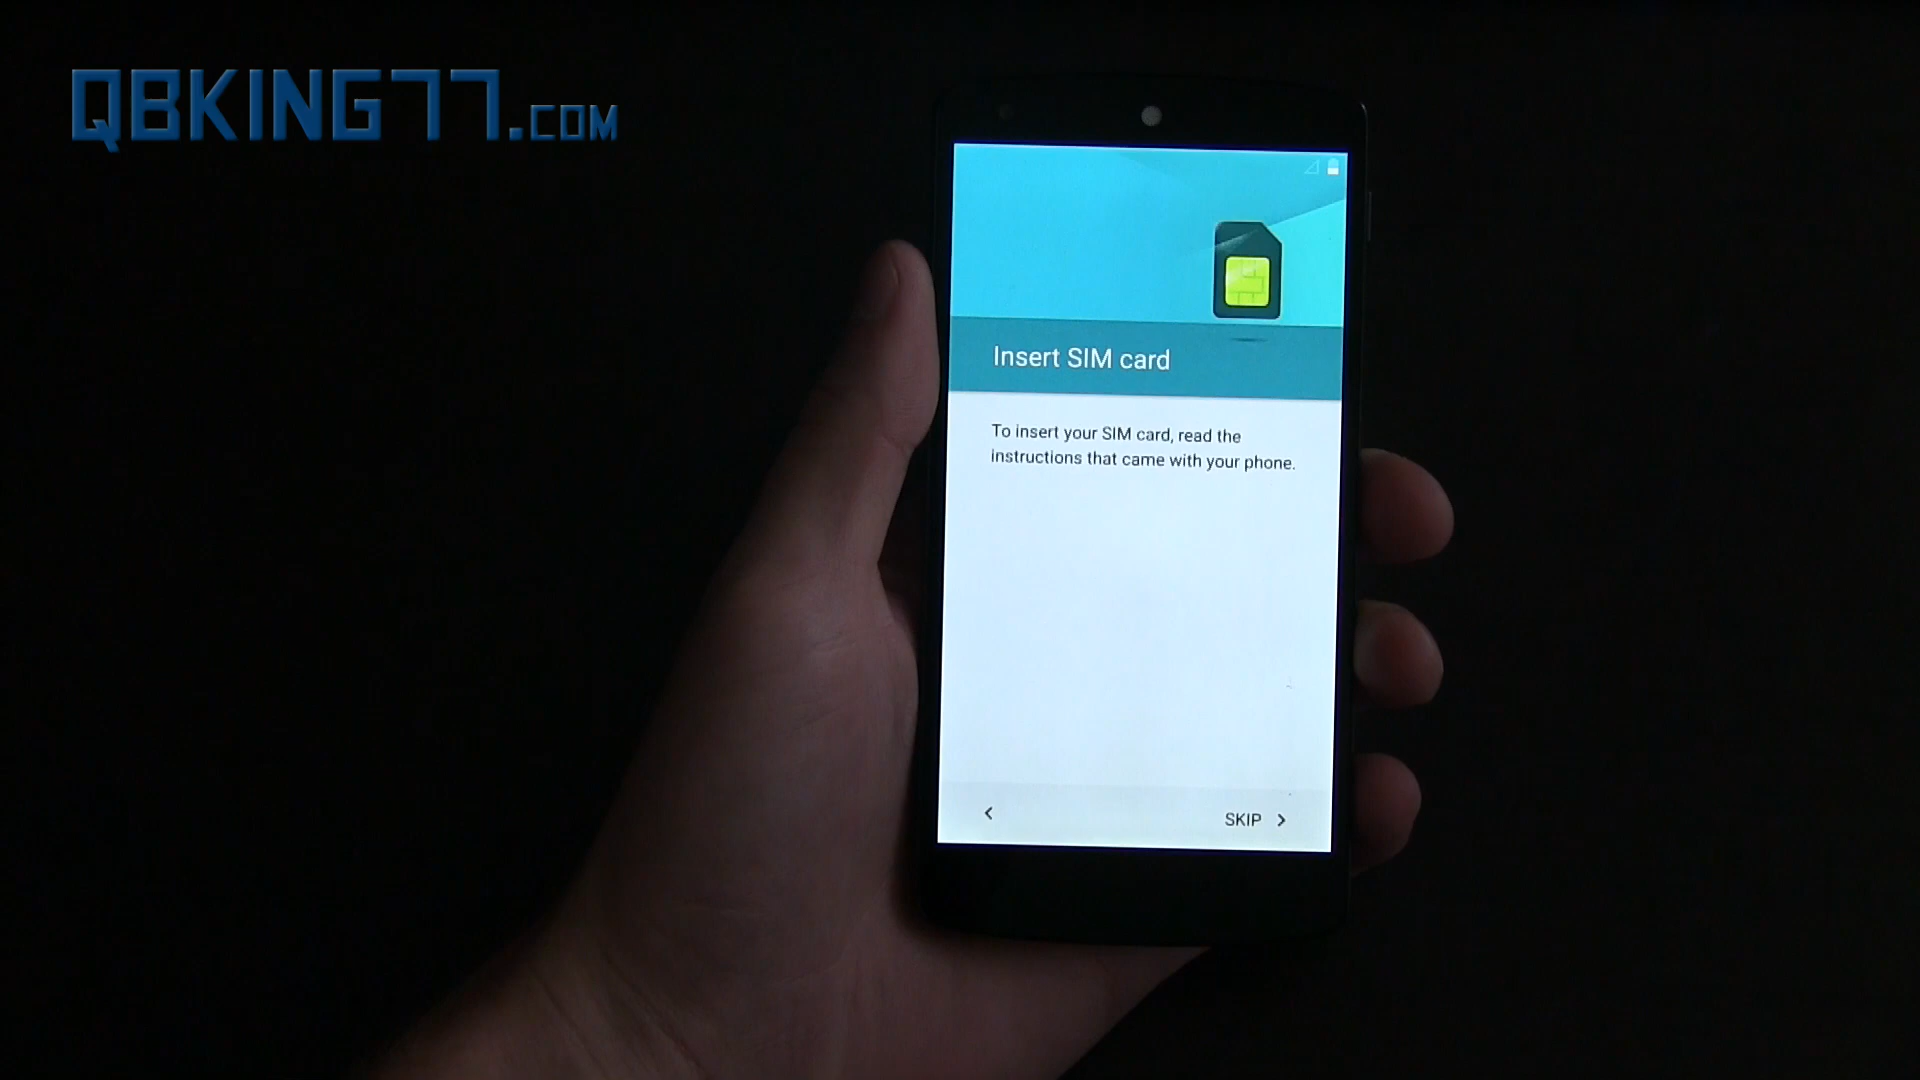 QBKING77.COM
Insert SIM card
To insert your SIM card, read the
instructions that came with your phone.
SKIP